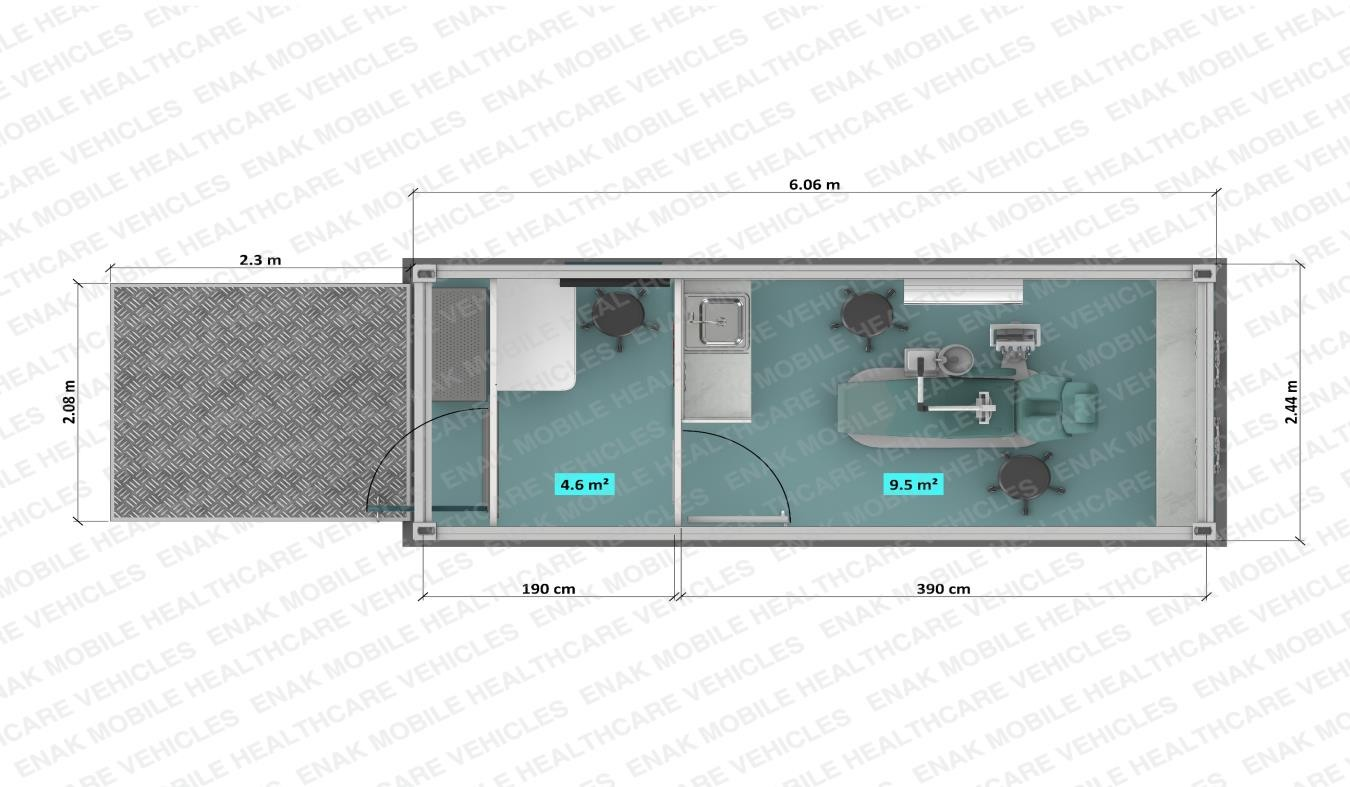 ENAK MOBILE HEALTHCARE VEHICLES
6.06 m
2.3 m
2.08 m
2.44 m
4.6 m²
9.5 m²
190 cm
390 cm